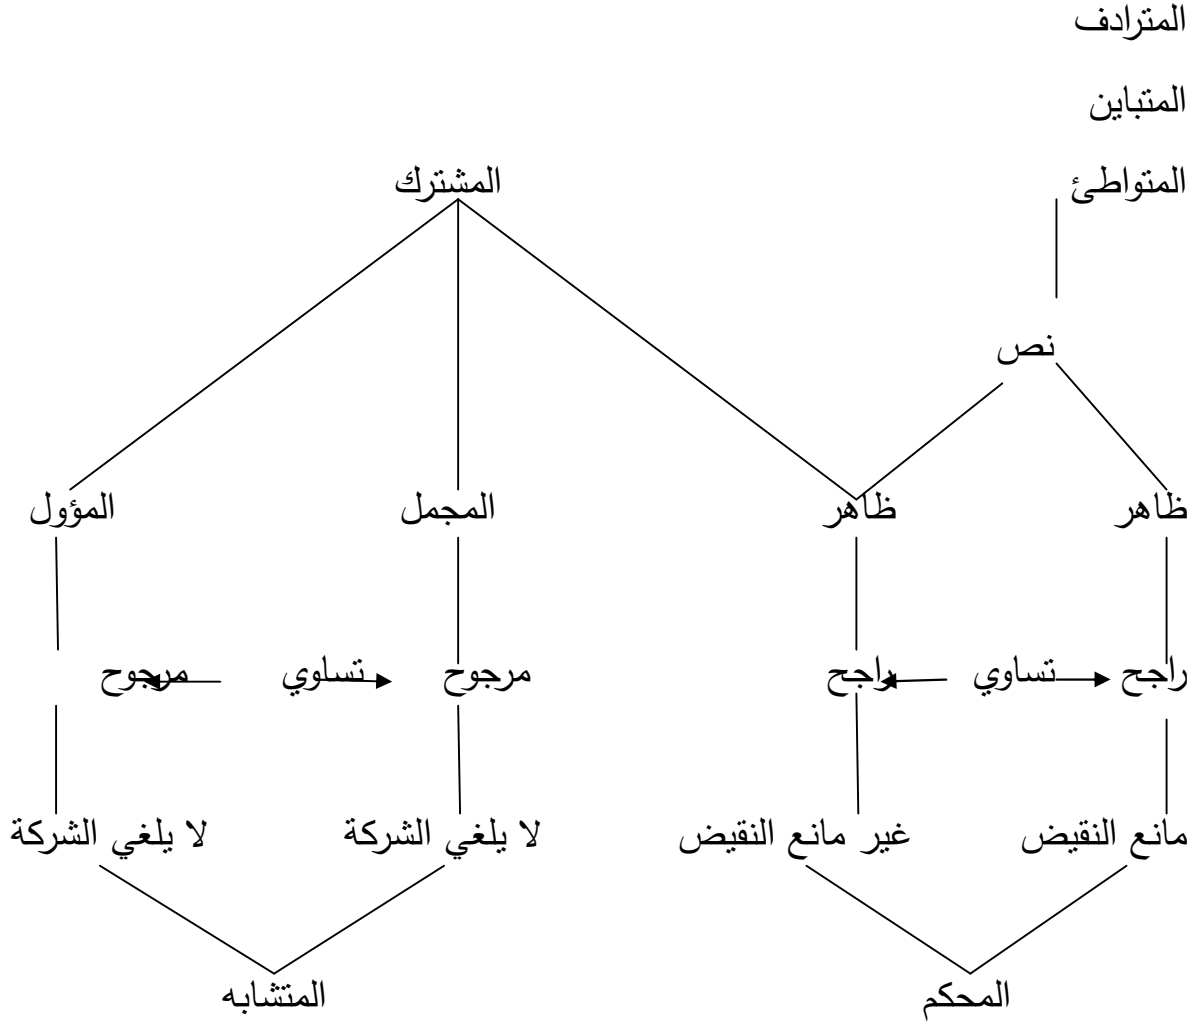 المترادف
المتباين
المتواطئ المشترك
نص
ظاهر ظاهر المجمل المؤول
راجح تساوي راجح مرجوح تساوي مرجوح
مانع النقيض غير مانع النقيض لا يلغي الشركة لا يلغي الشركة
المحكم المتشابه